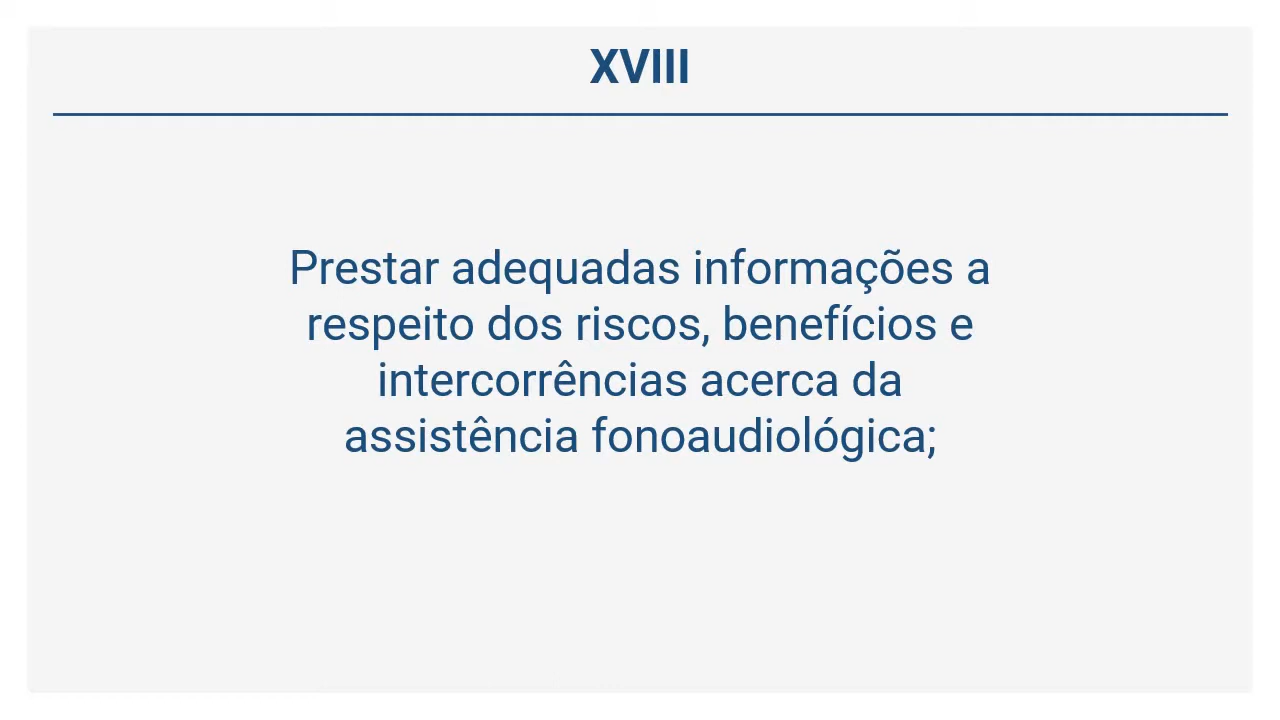 XVIII
Prestar adequadas informações a
respeito dos riscos, benefícios e
intercorrências acerca da
assistência fonoaudiológica;